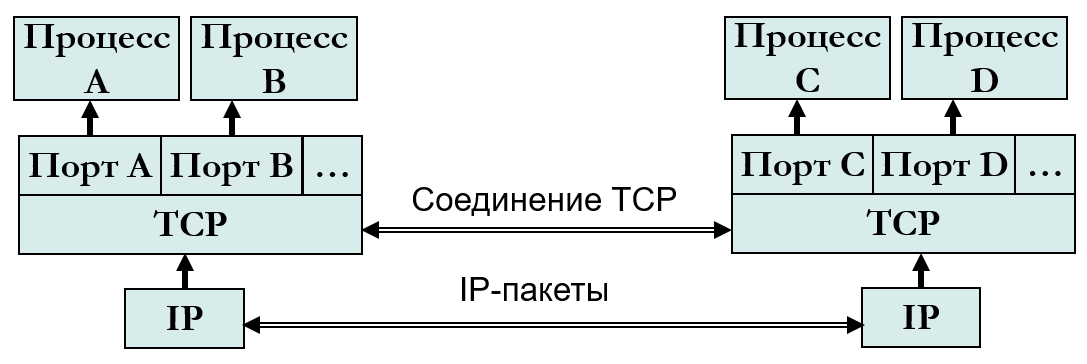 Процесс
A
Процесс
B
Процесс
C
Процесс
D
Порт A
Порт B
...
Порт C
Порт D
...
Соединение TCP
TCP
TCP
IP-пакеты
IP
IP